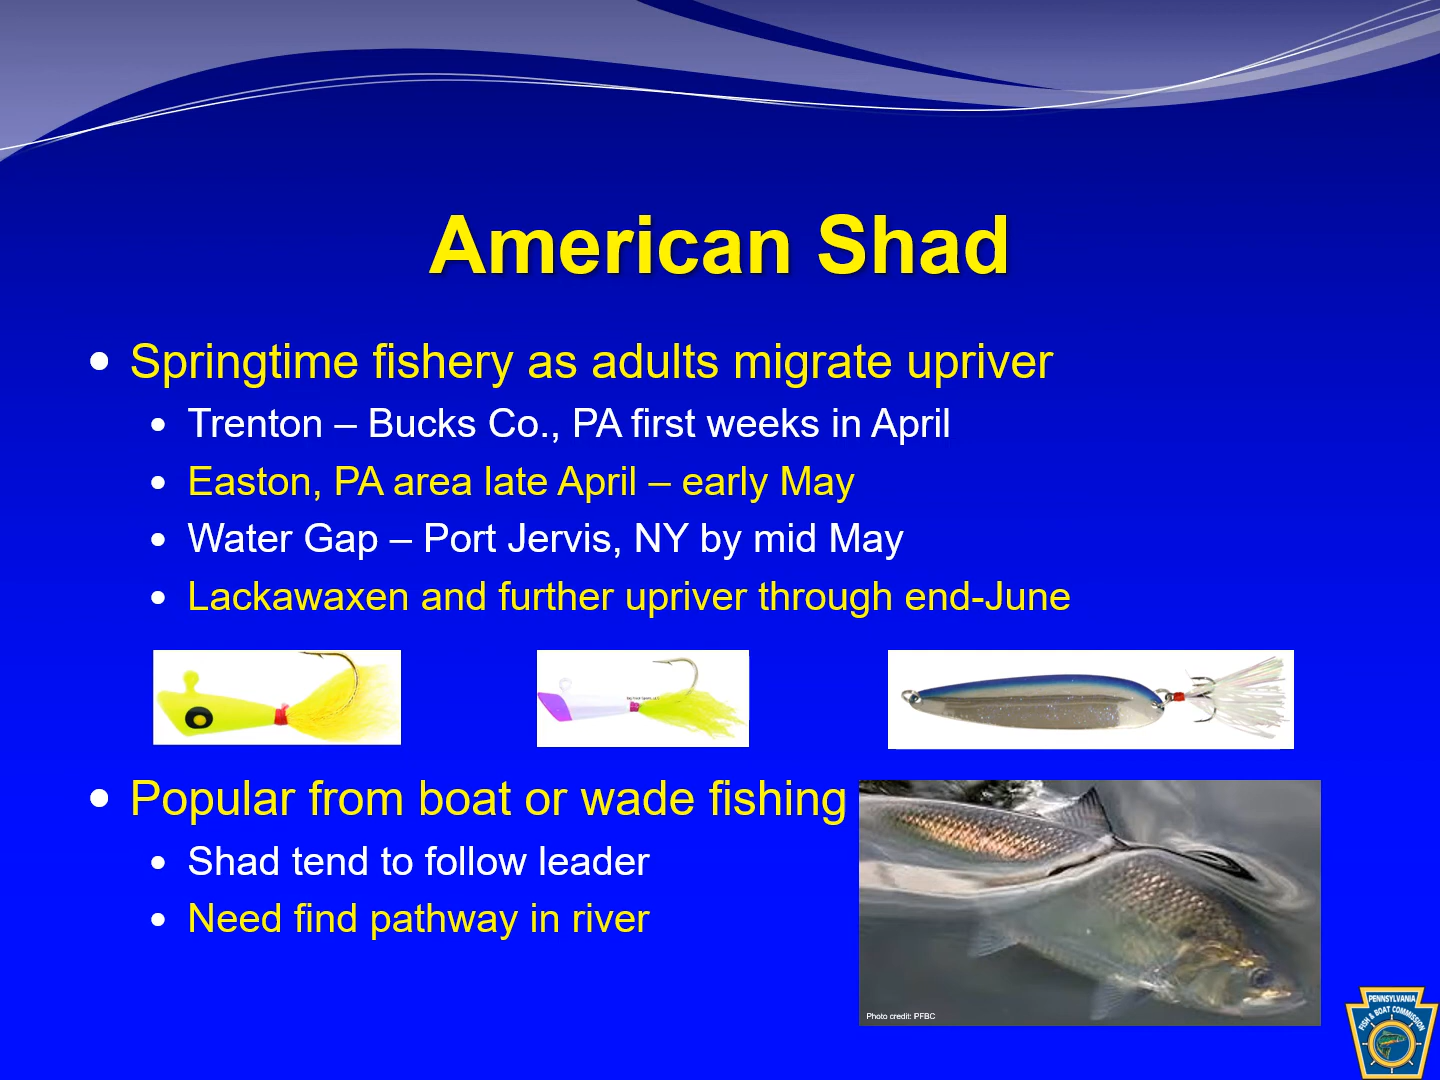 American Shad
Springtime fishery as adults migrate upriver
Trenton – Bucks Co., PA first weeks in April
Easton, PA area late April – early May
Water Gap – Port Jervis, NY by mid May
Lackawaxen and further upriver through end-June
Popular from boat or wade fishing
Shad tend to follow leader
Need find pathway in river
Photo credit: PFBC
PENNSYLVANIA
FISH & BOAT COMMISSION